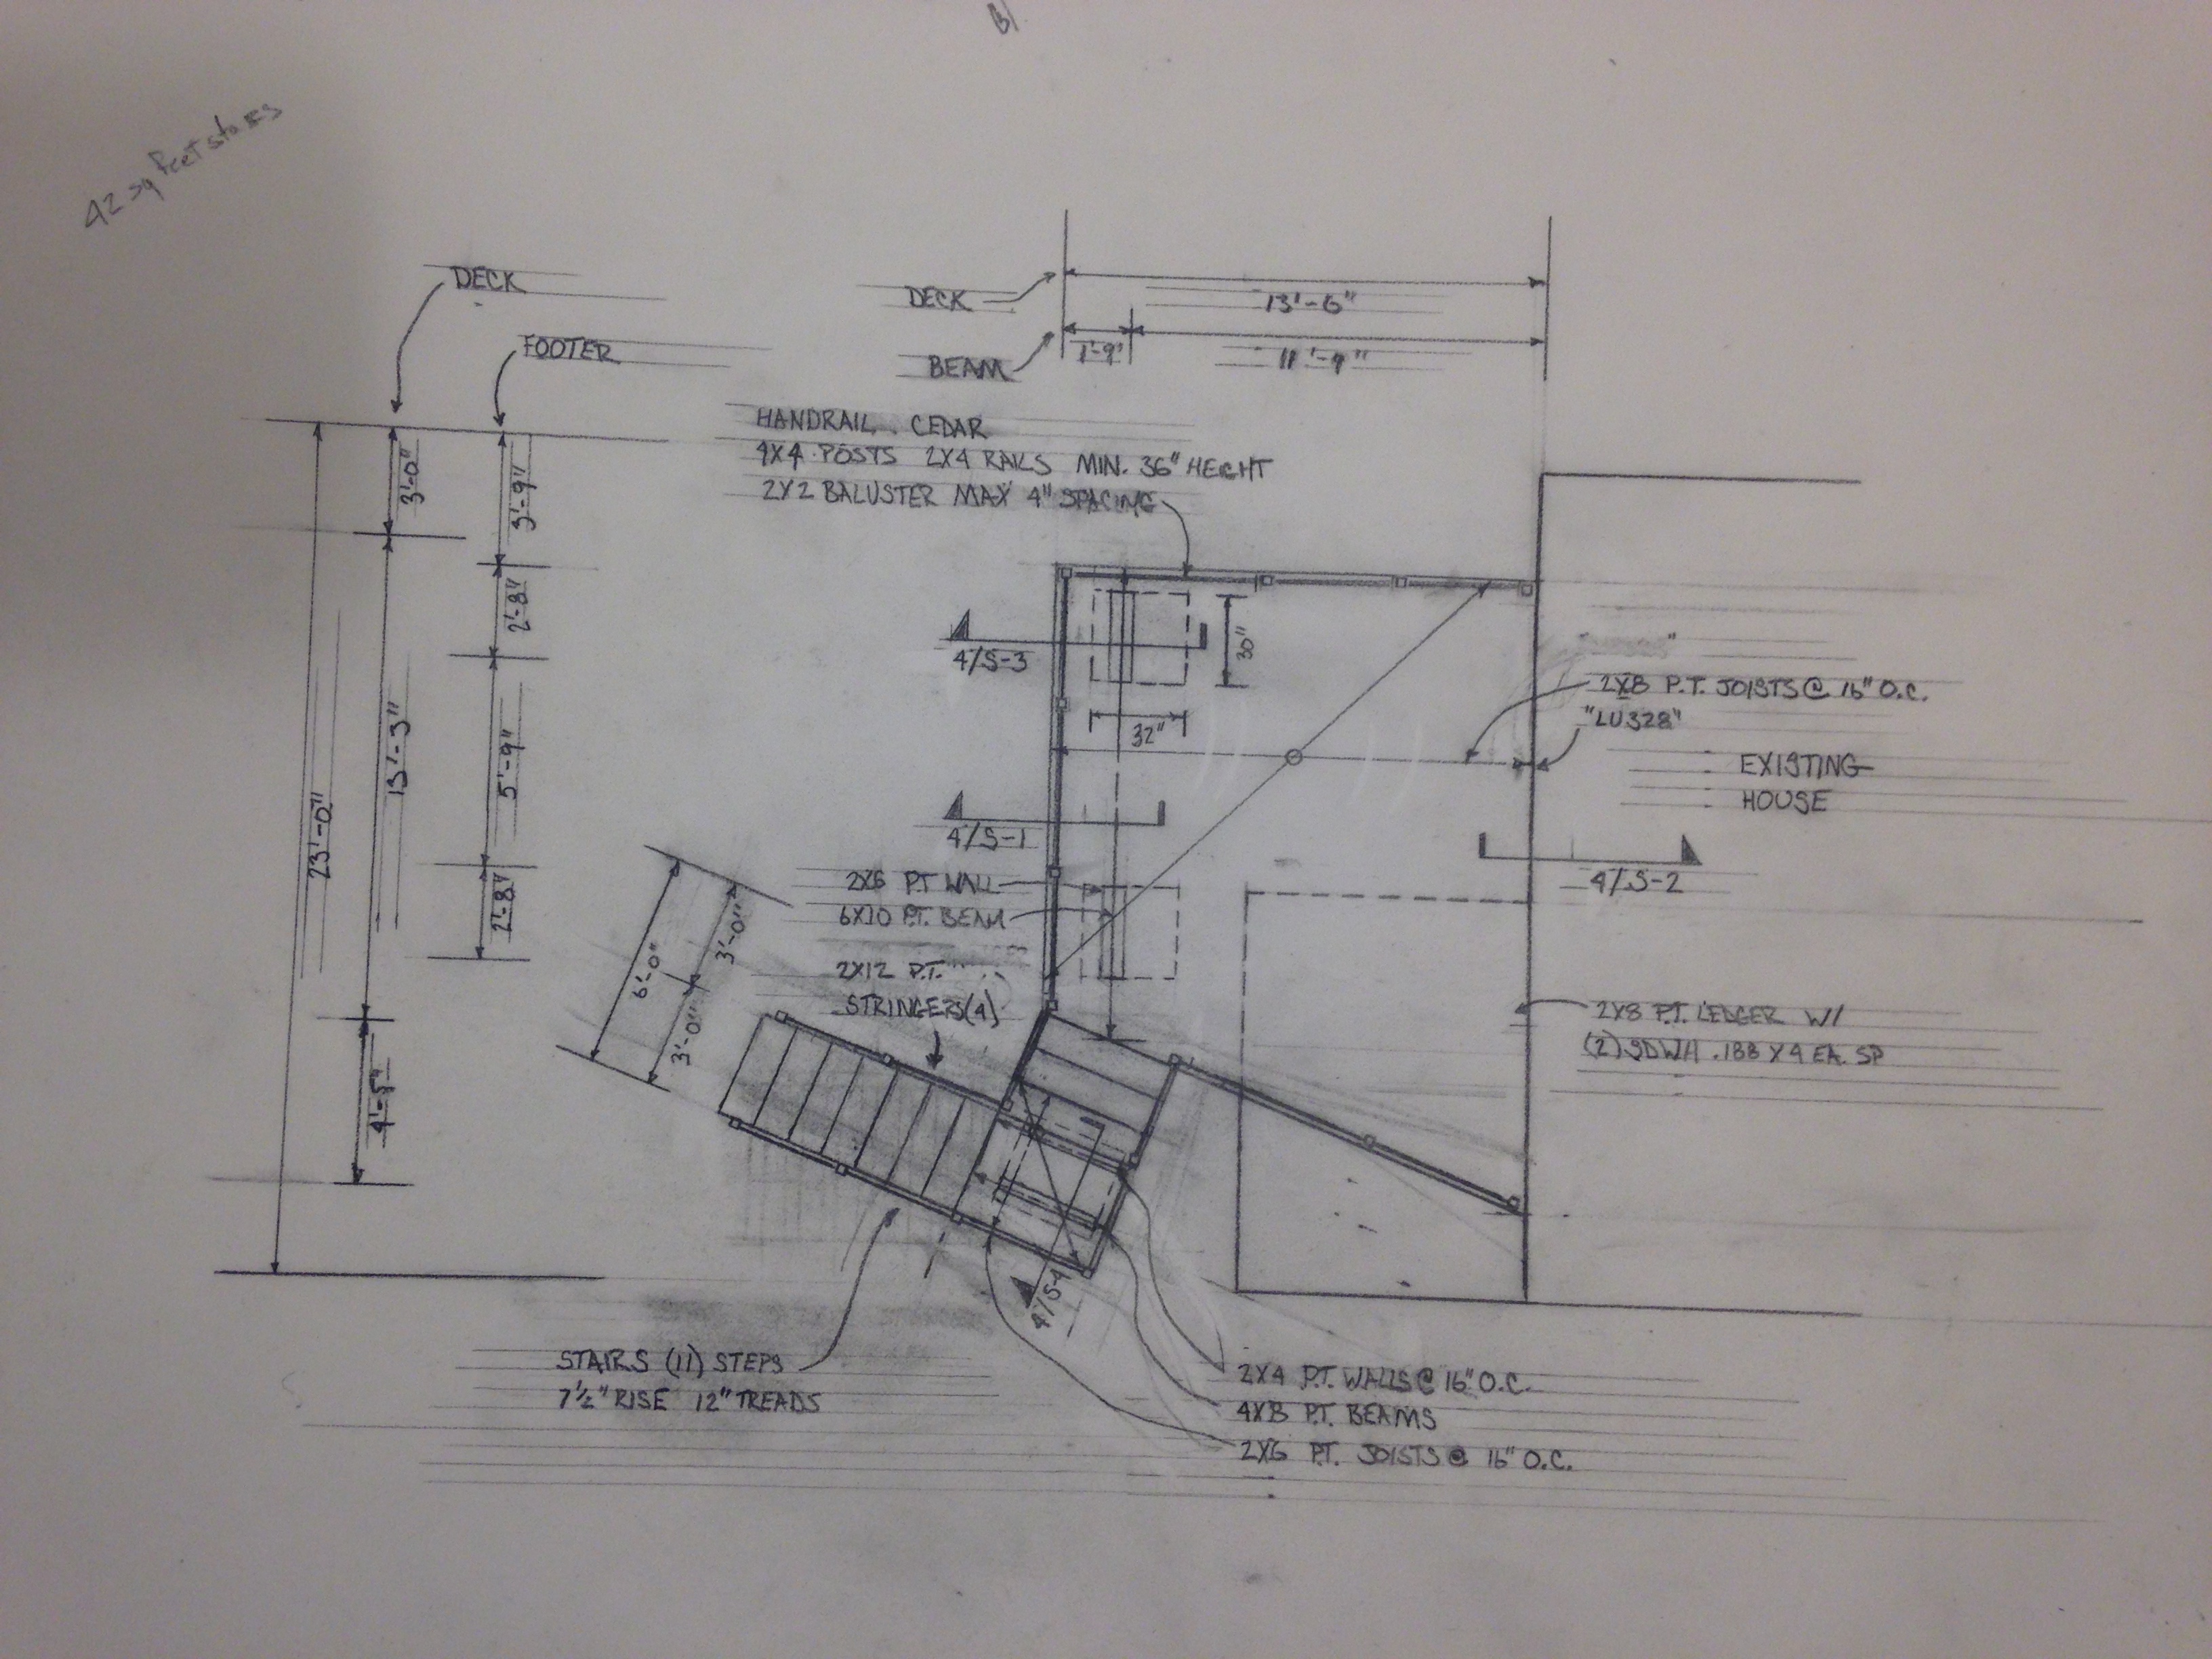 42 sq feet stairs
DECK
FOOTER
DECK
13'-6"
BEAM
1'-9"
11'-9"
HANDRAIL . CEDAR
4X4 POSTS 2X4 RAILS MIN. 36" HEIGHT
2X2 BALUSTER MAX 4" SPACING
3'-0"
3'-9"
2'-8"
23'-0"
13'-3"
5'-9"
2'-8"
4'-5"
4/S-3
30"
32"
2X8 P.T. JOISTS @ 16" O.C.
"LU328"
EXISTING
HOUSE
4/S-1
4/S-2
2X6 P.T WALL
6X10 P.T. BEAM
2X12 P.T.
STRINGERS(4)
6'-0"
3'-0"
3'-0"
2X8 P.T. LEDGER W/
(2) SDWH .188 X 4 EA. SP
4/S-4
STAIRS (11) STEPS
7½" RISE 12" TREADS
2X4 P.T. WALLS @ 16" O.C.
4X8 P.T. BEAMS
2X6 P.T. JOISTS @ 16" O.C.